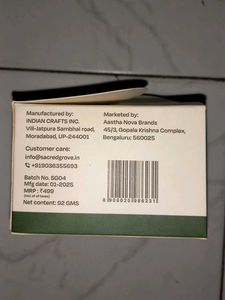 Manufactured by:
INDIAN CRAFTS INC.
Vill-Jatpura Sambhal road,
Moradabad, UP-244001
Marketed by:
Aastha Nova Brands
45/3, Gopala Krishna Complex,
Bengaluru: 560025
Customer care:
info@sacredgrove.in
+919036355693
Batch No. SG04
Mfg date: 01-2025
MRP : ₹499
(incl. of all taxes)
Net content: 92 GMS